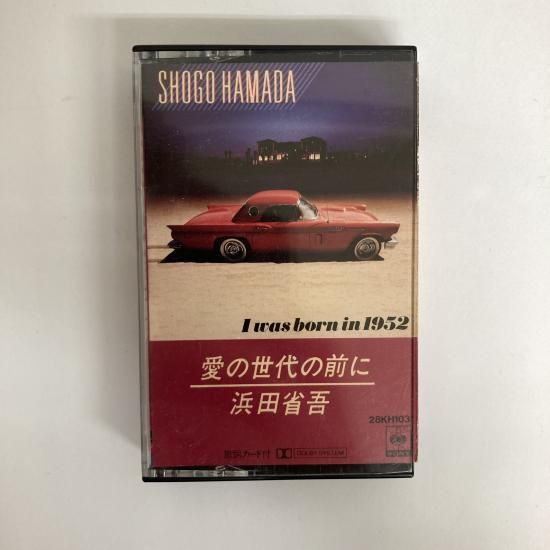 SHOGO HAMADA
I was born in 1952
愛の世代の前に
浜田省吾
28KH103
歌詞カード付 DOLBY SYSTEM
SONY